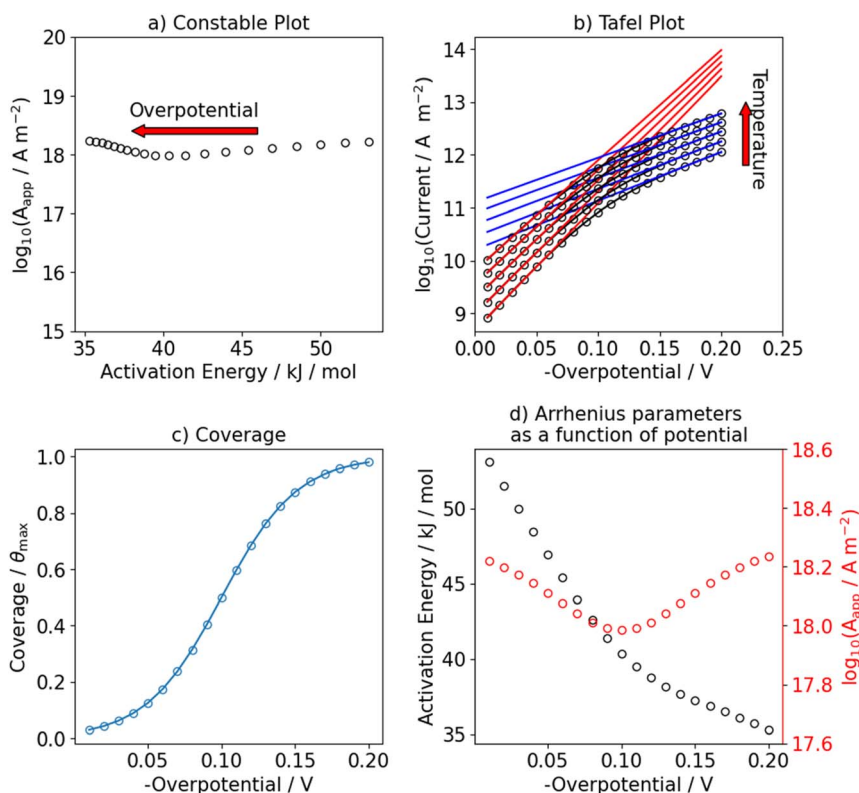 a) Constable Plot
20
19
18
17
16
15
log₁₀(A_app / A m⁻²)
Overpotential
35 40 45 50
Activation Energy / kJ / mol
b) Tafel Plot
14
13
12
11
10
9
log₁₀(Current / A m⁻²)
Temperature
0.00 0.05 0.10 0.15 0.20 0.25
-Overpotential / V
c) Coverage
1.0
0.8
0.6
0.4
0.2
0.0
Coverage / θ_max
0.05 0.10 0.15 0.20
-Overpotential / V
d) Arrhenius parameters
as a function of potential
50
45
40
35
Activation Energy / kJ / mol
18.6
18.4
18.2
18.0
17.8
17.6
log₁₀(A_app / A m⁻²)
0.05 0.10 0.15 0.20
-Overpotential / V